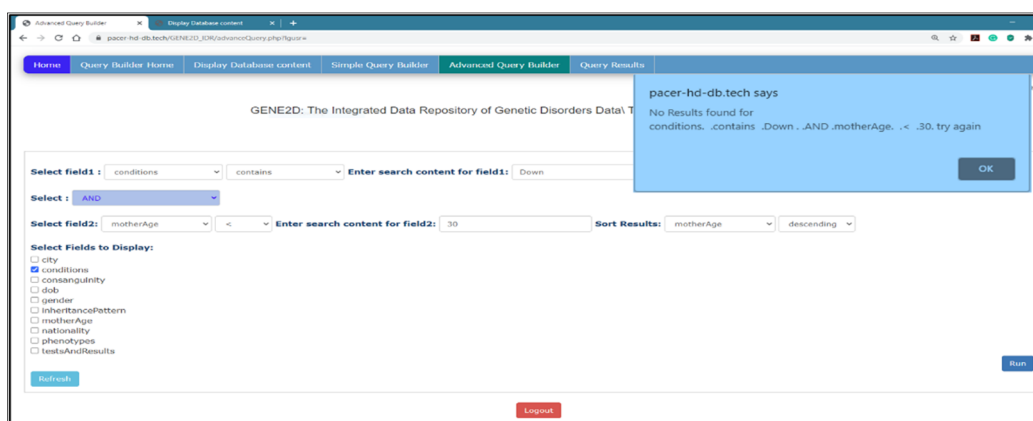 Advanced Query Builder
Display Database content
pacer-hd-db.tech/GENE2D_IDR/advanceQuery.php?lgusr=
Home Query Builder Home Display Database content Simple Query Builder Advanced Query Builder Query Results
pacer-hd-db.tech says
No Results found for
conditions. .contains .Down . .AND .motherAge. .< .30. try again
OK
GENE2D: The Integrated Data Repository of Genetic Disorders Data\ T
Select field1 : conditions contains Enter search content for field1: Down
Select : AND
Select field2: motherAge < Enter search content for field2: 30 Sort Results: motherAge descending
Select Fields to Display:
city
conditions
consanguinity
dob
gender
inheritancePattern
motherAge
nationality
phenotypes
testsAndResults
Run
Refresh
Logout